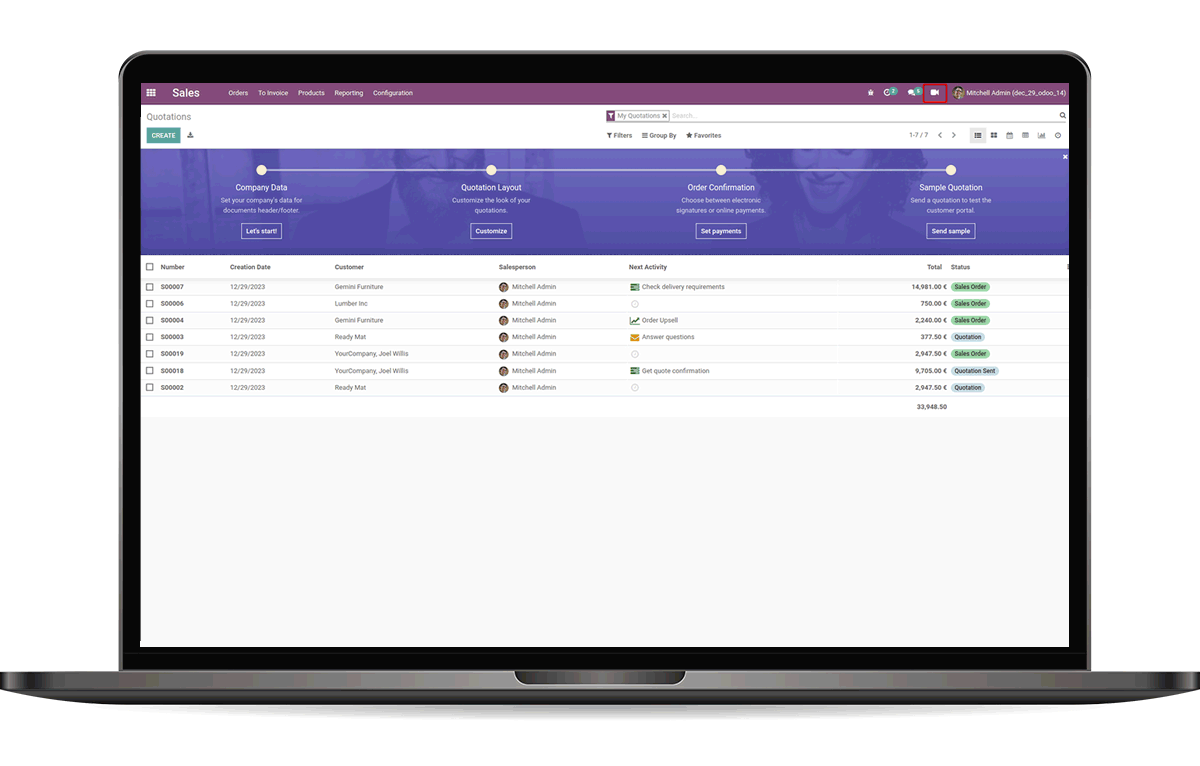 Sales Orders To Invoice Products Reporting Configuration 2 5 Mitchell Admin (dec_29_odoo_14)
Quotations My Quotations × Search...
CREATE Filters Group By Favorites 1-7 / 7
Company Data Quotation Layout Order Confirmation Sample Quotation
Set your company's data for Customize the look of your Choose between electronic Send a quotation to test the
documents header/footer. quotations. signatures or online payments. customer portal.
Let's start! Customize Set payments Send sample
Number Creation Date Customer Salesperson Next Activity Total Status
S00007 12/29/2023 Gemini Furniture Mitchell Admin Check delivery requirements 14,981.00 € Sales Order
S00006 12/29/2023 Lumber Inc Mitchell Admin 750.00 € Sales Order
S00004 12/29/2023 Gemini Furniture Mitchell Admin Order Upsell 2,240.00 € Sales Order
S00003 12/29/2023 Ready Mat Mitchell Admin Answer questions 377.50 € Quotation
S00019 12/29/2023 YourCompany, Joel Willis Mitchell Admin 2,947.50 € Sales Order
S00018 12/29/2023 YourCompany, Joel Willis Mitchell Admin Get quote confirmation 9,705.00 € Quotation Sent
S00002 12/29/2023 Ready Mat Mitchell Admin 2,947.50 € Quotation
33,948.50